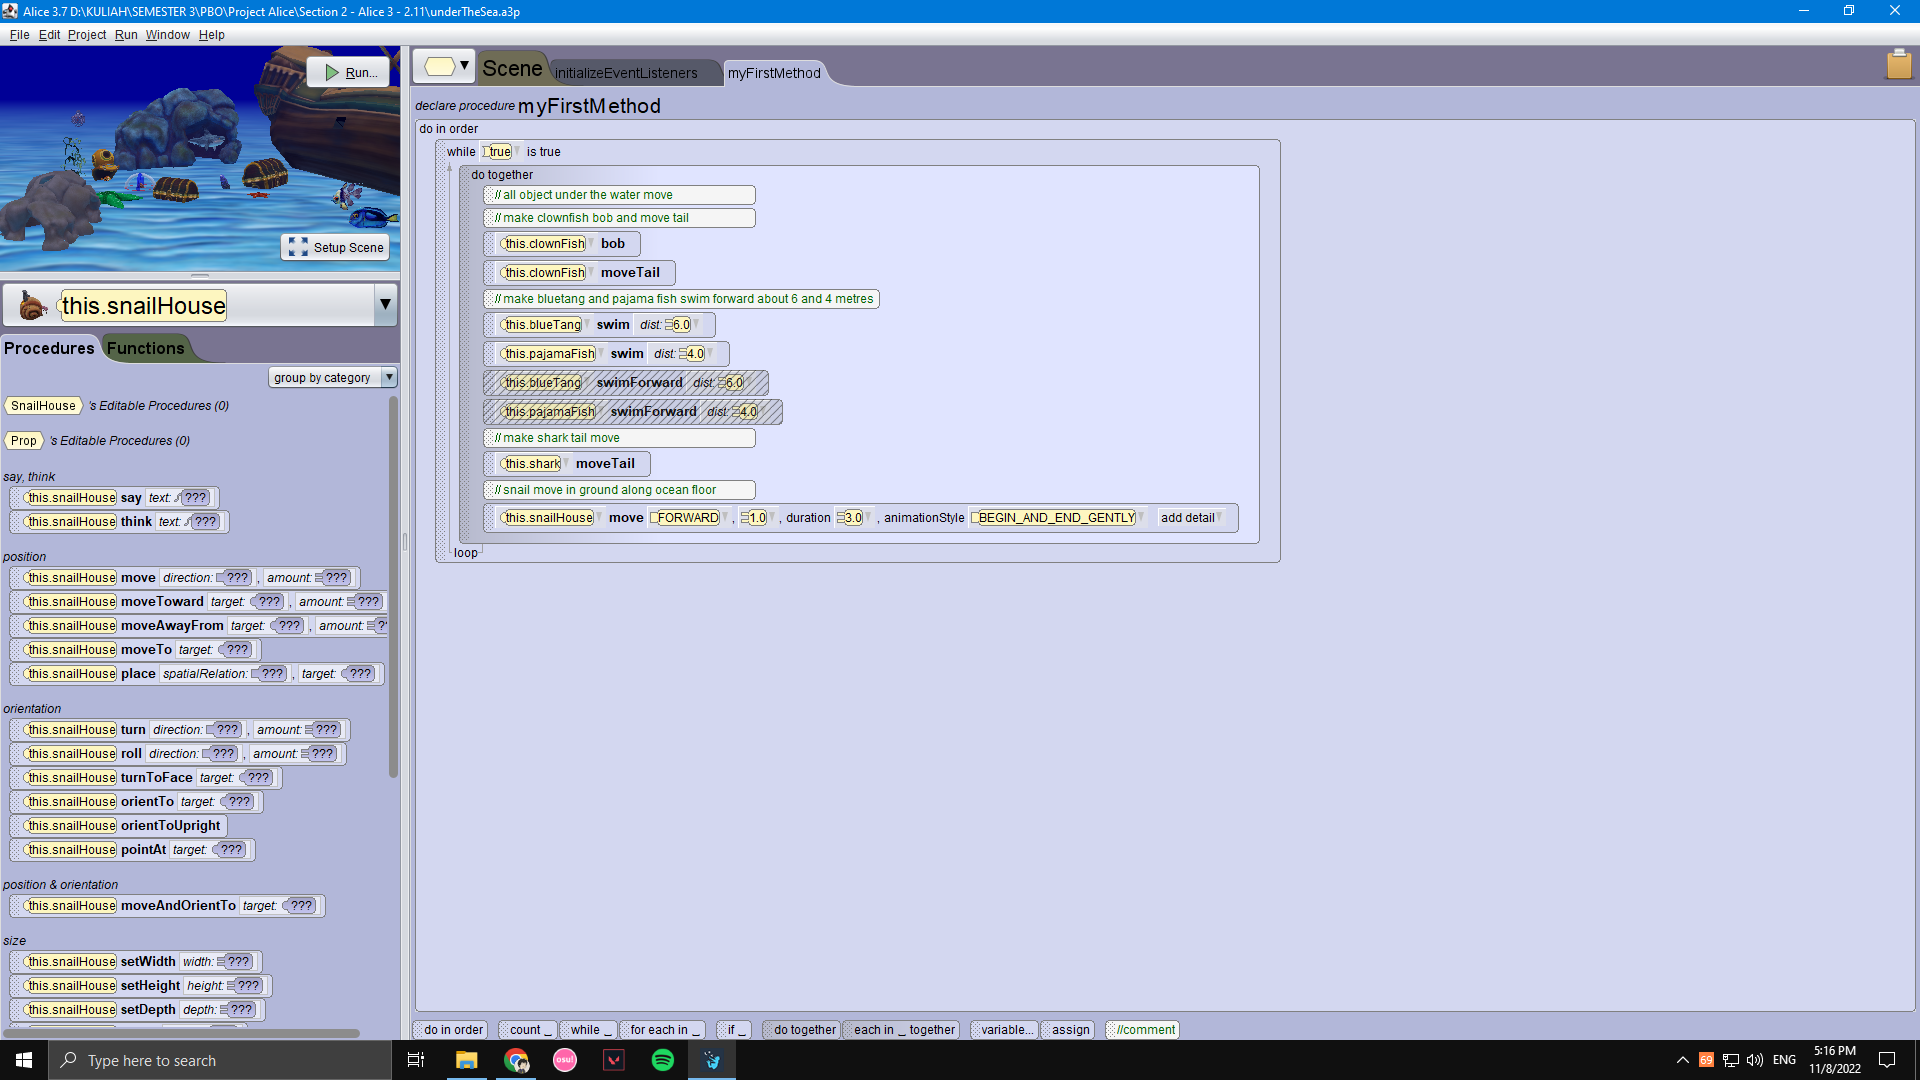 Alice 3.7 D:\KULIAH\SEMESTER 3\PBO\Project Alice\Section 2 - Alice 3 - 2.11\underTheSea.a3p
File Edit Project Run Window Help
Run...
Setup Scene
this.snailHouse
Procedures Functions
group by category
SnailHouse 's Editable Procedures (0)
Prop 's Editable Procedures (0)
say, think
this.snailHouse say text: ???
this.snailHouse think text: ???
position
this.snailHouse move direction: ??? , amount: ???
this.snailHouse moveToward target: ??? , amount: ???
this.snailHouse moveAwayFrom target: ??? , amount: ?
this.snailHouse moveTo target: ???
this.snailHouse place spatialRelation: ??? , target: ???
orientation
this.snailHouse turn direction: ??? , amount: ???
this.snailHouse roll direction: ??? , amount: ???
this.snailHouse turnToFace target: ???
this.snailHouse orientTo target: ???
this.snailHouse orientToUpright
this.snailHouse pointAt target: ???
position & orientation
this.snailHouse moveAndOrientTo target: ???
size
this.snailHouse setWidth width: ???
this.snailHouse setHeight height: ???
this.snailHouse setDepth depth: ???
Scene initializeEventListeners myFirstMethod
declare procedure myFirstMethod
do in order
while true is true
do together
// all object under the water move
// make clownfish bob and move tail
this.clownFish bob
this.clownFish moveTail
// make bluetang and pajama fish swim forward about 6 and 4 metres
this.blueTang swim dist: 6.0
this.pajamaFish swim dist: 4.0
this.blueTang swimForward dist: 6.0
this.pajamaFish swimForward dist: 4.0
// make shark tail move
this.shark moveTail
// snail move in ground along ocean floor
this.snailHouse move FORWARD , 1.0 , duration 3.0 , animationStyle BEGIN_AND_END_GENTLY add detail
loop
do in order count _ while _ for each in _ if _ do together each in _ together variable... assign //comment
Type here to search
osu!
69
ENG
5:16 PM
11/8/2022